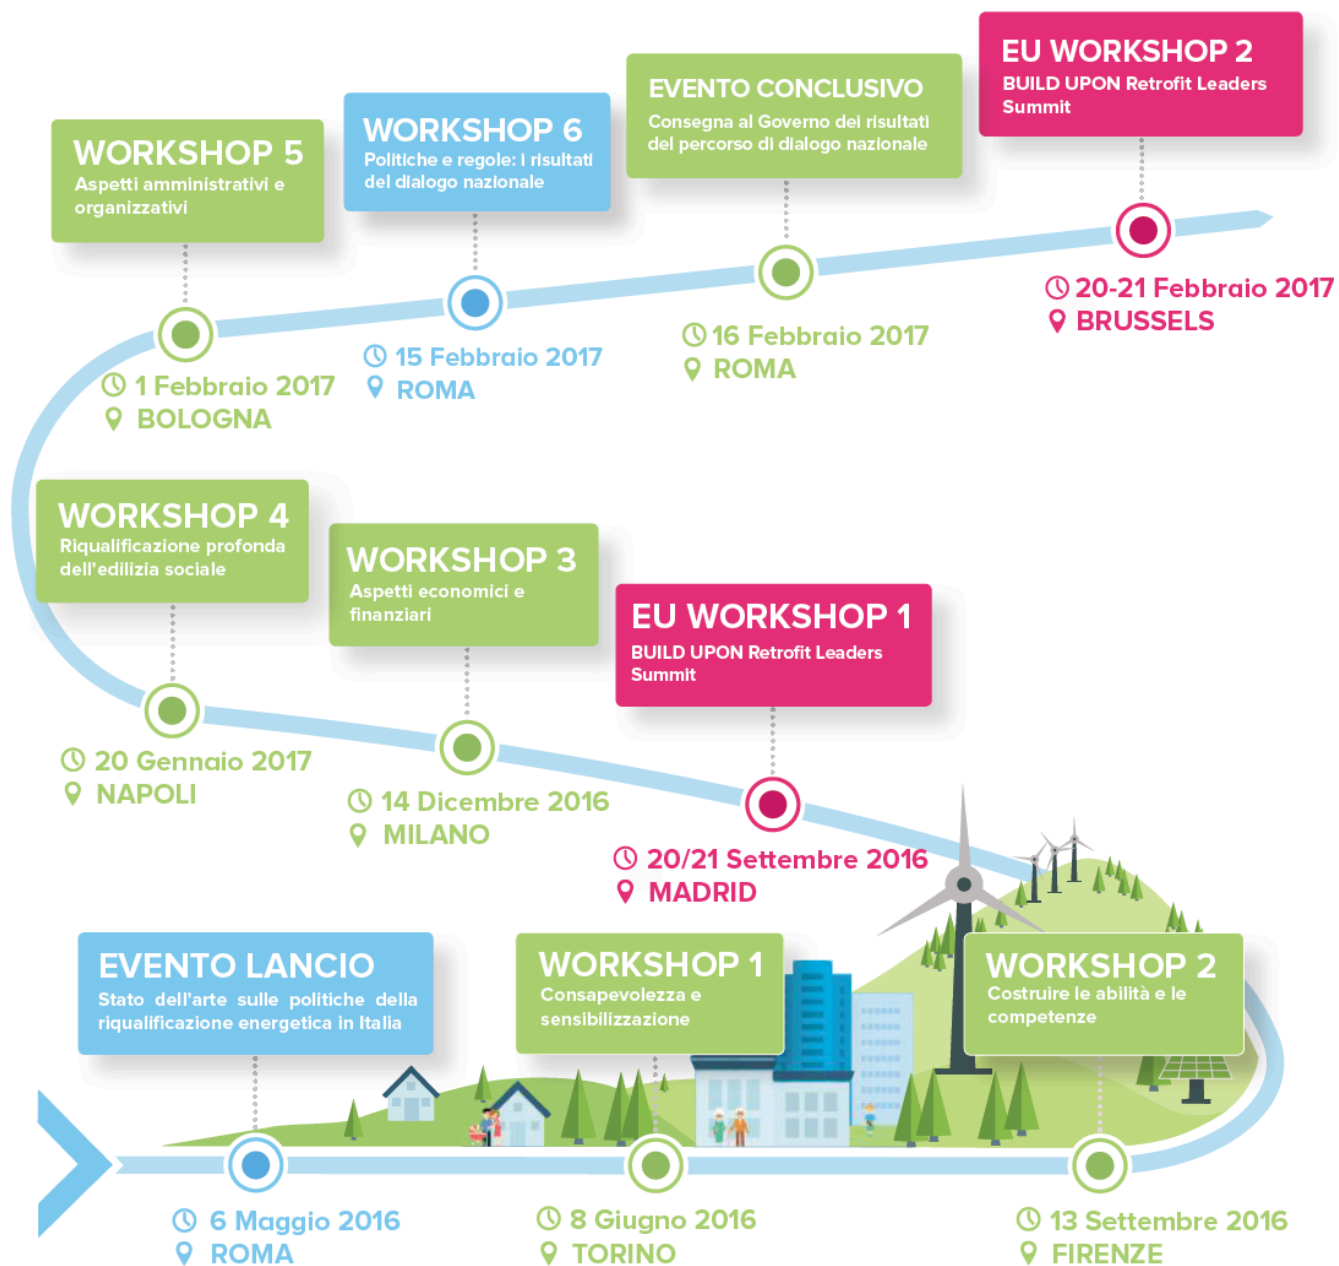 EU WORKSHOP 2
BUILD UPON Retrofit Leaders
Summit
EVENTO CONCLUSIVO
Consegna al Governo dei risultati
del percorso di dialogo nazionale
WORKSHOP 6
Politiche e regole: i risultati
del dialogo nazionale
WORKSHOP 5
Aspetti amministrativi e
organizzativi
20-21 Febbraio 2017
BRUSSELS
16 Febbraio 2017
ROMA
15 Febbraio 2017
ROMA
1 Febbraio 2017
BOLOGNA
WORKSHOP 4
Riqualificazione profonda
dell'edilizia sociale
WORKSHOP 3
Aspetti economici e
finanziari
EU WORKSHOP 1
BUILD UPON Retrofit Leaders
Summit
20 Gennaio 2017
NAPOLI
14 Dicembre 2016
MILANO
20/21 Settembre 2016
MADRID
EVENTO LANCIO
Stato dell'arte sulle politiche della
riqualificazione energetica in Italia
WORKSHOP 1
Consapevolezza e
sensibilizzazione
WORKSHOP 2
Costruire le abilità e le
competenze
6 Maggio 2016
ROMA
8 Giugno 2016
TORINO
13 Settembre 2016
FIRENZE